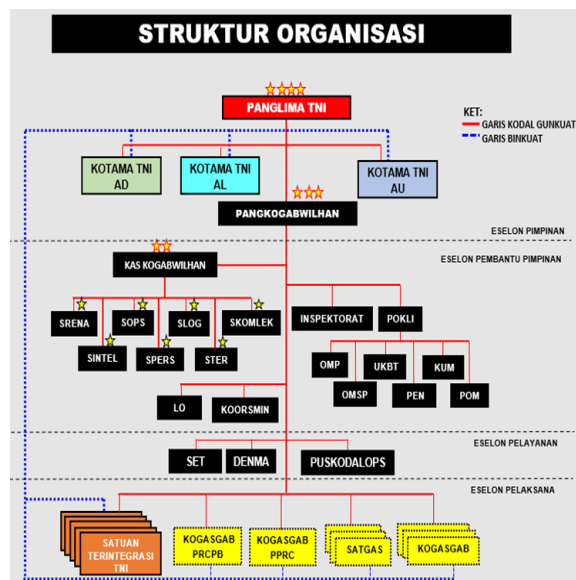 STRUKTUR ORGANISASI
PANGLIMA TNI
KET:
GARIS KODAL GUNKUAT
GARIS BINKUAT
KOTAMA TNI
AD
KOTAMA TNI
AL
KOTAMA TNI
AU
PANGKOGABWILHAN
ESELON PIMPINAN
ESELON PEMBANTU PIMPINAN
KAS KOGABWILHAN
SRENA
SOPS
SLOG
SKOMLEK
SINTEL
SPERS
STER
INSPEKTORAT
POKLI
OMP
UKBT
KUM
OMSP
PEN
POM
LO
KOORSMIN
ESELON PELAYANAN
SET
DENMA
PUSKODALOPS
ESELON PELAKSANA
SATUAN
TERINTEGRASI
TNI
KOGASGAB
PRCPB
KOGASGAB
PPRC
SATGAS
KOGASGAB